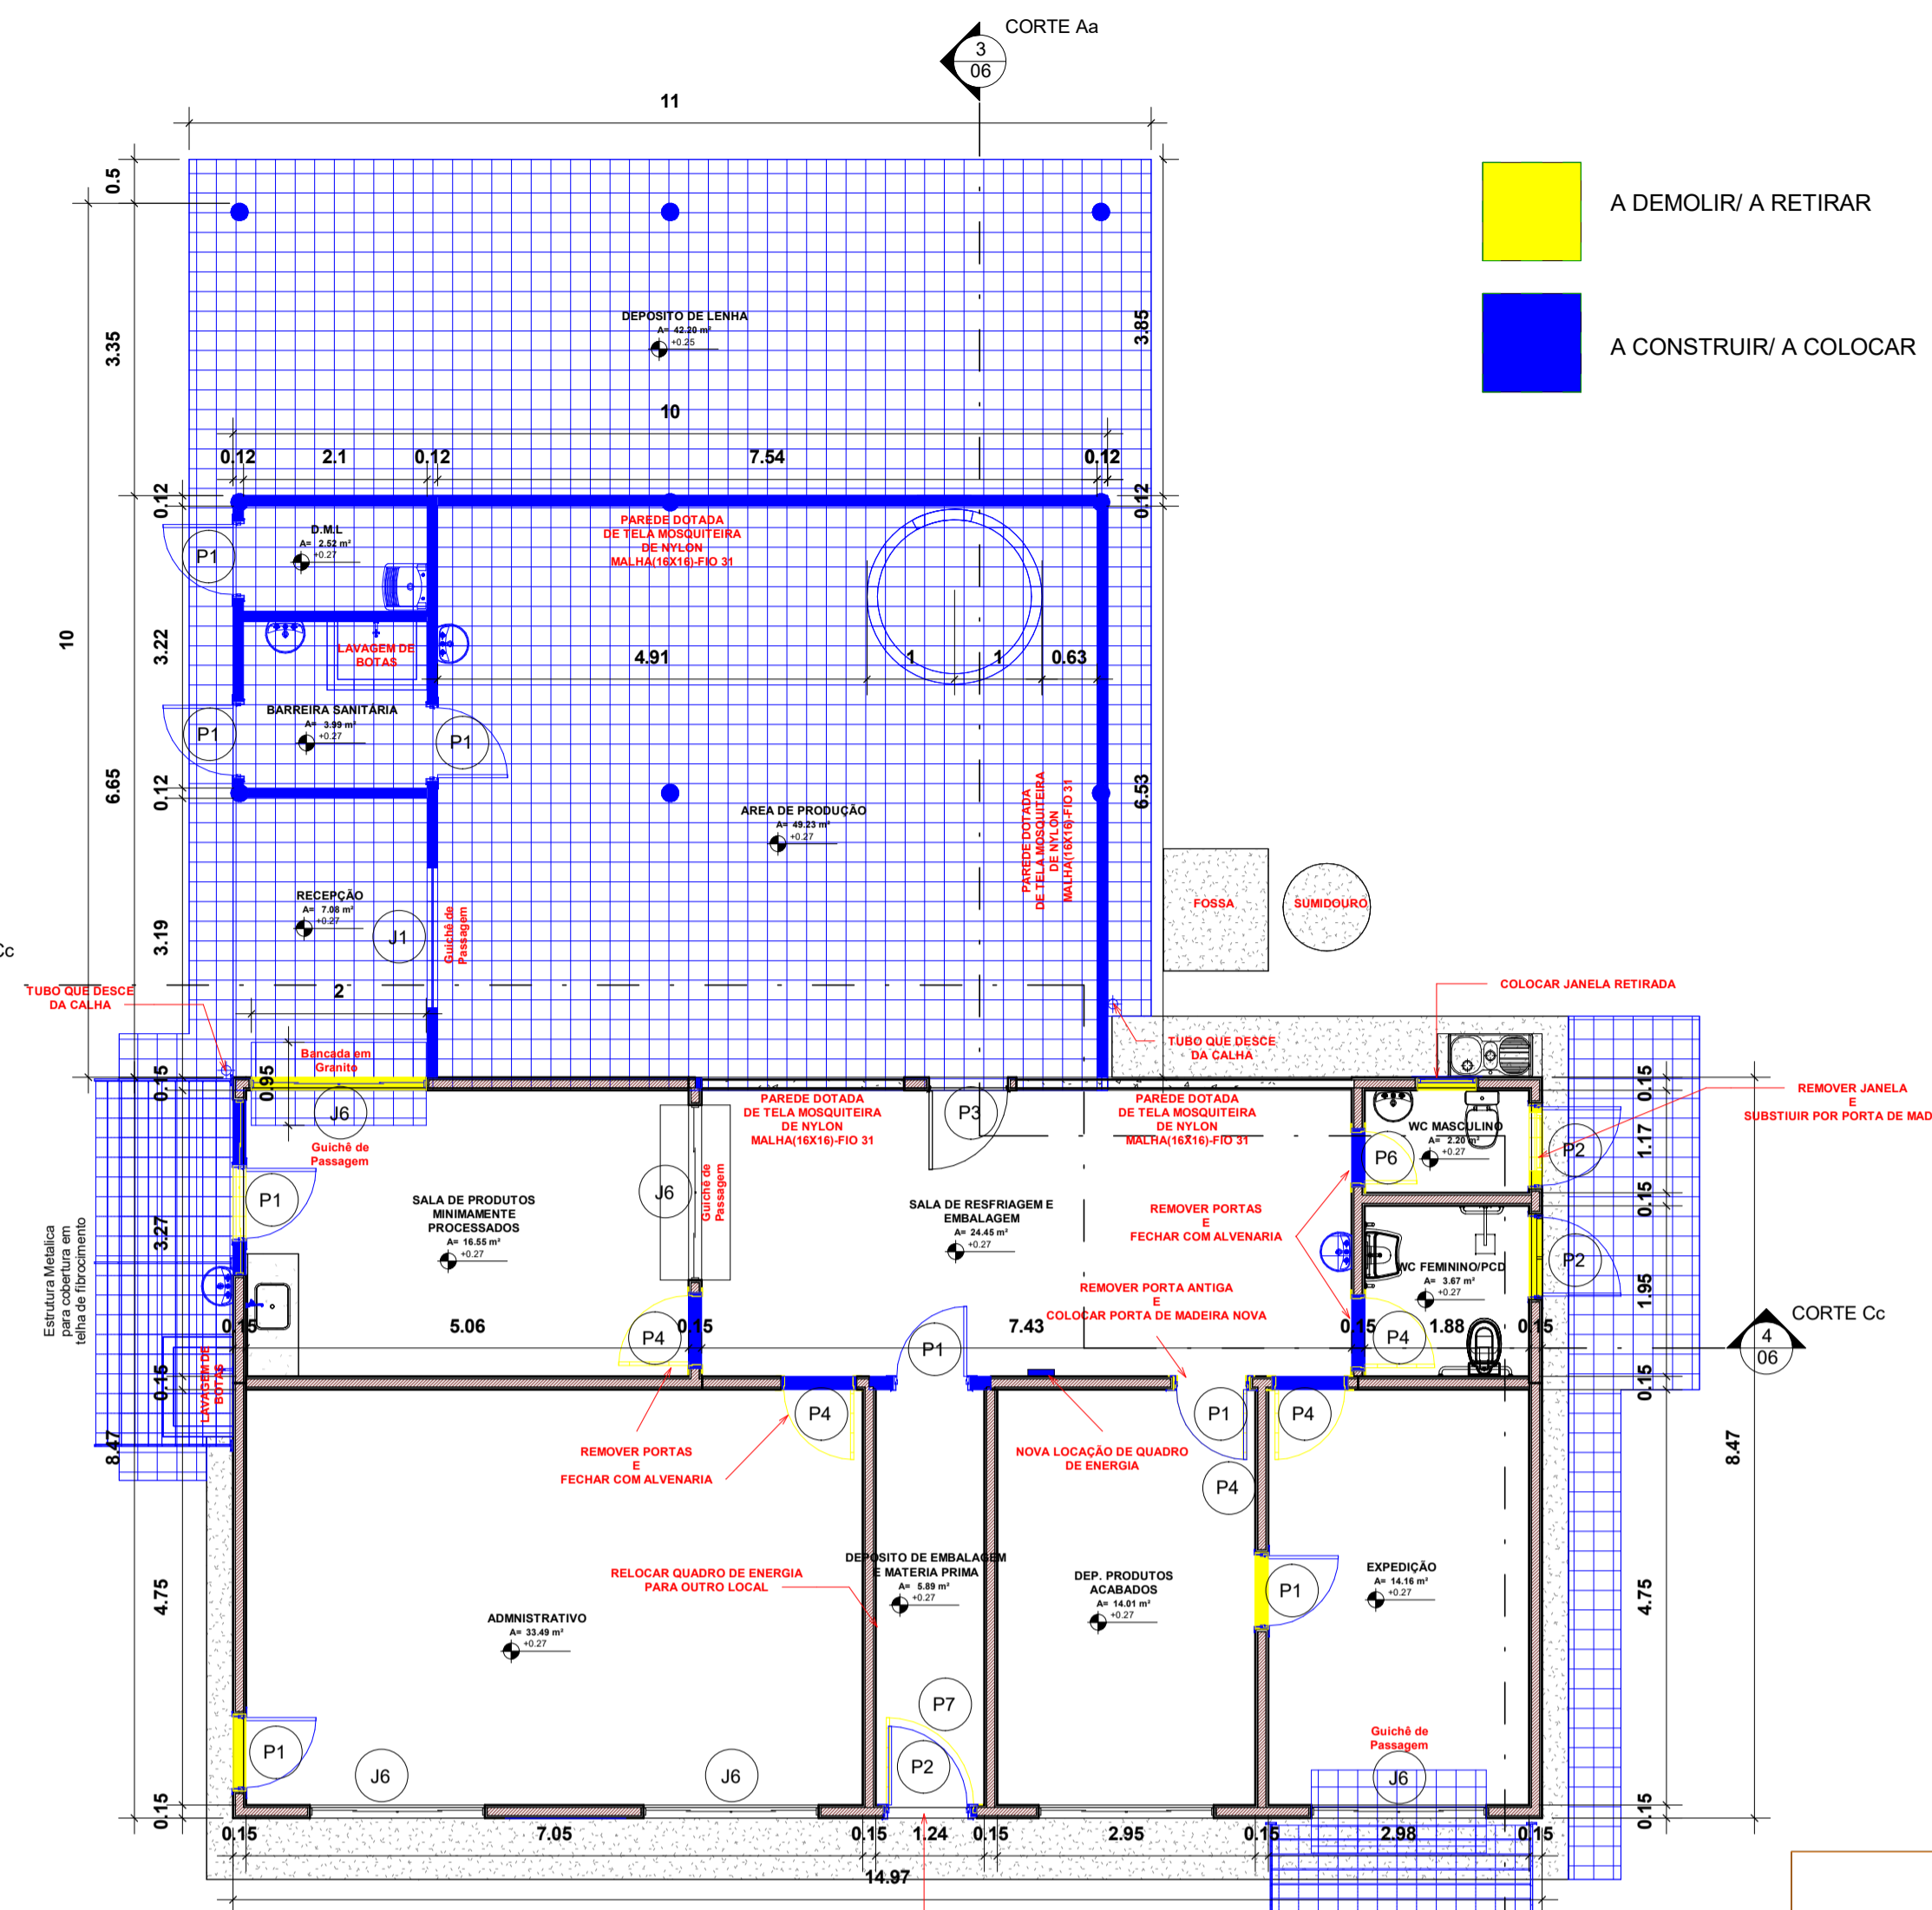 CORTE Aa
3
06
11
A DEMOLIR/ A RETIRAR
A CONSTRUIR/ A COLOCAR
0.5
3.35
10
DEPOSITO DE LENHA
A= 42.20 m²
+0.25
3.85
10
0.12
2.1
0.12
7.54
0.12
0.12
0.12
D.M.L
A= 2.52 m²
+0.27
P1
PAREDE DOTADA
DE TELA MOSQUITEIRA
DE NYLON
MALHA(16X16)-FIO 31
3.22
LAVAGEM DE
BOTAS
4.91
1
1
0.63
BARREIRA SANITÁRIA
A= 3.99 m²
+0.27
P1
P1
6.65
0.12
6.53
AREA DE PRODUÇÃO
A= 49.23 m²
+0.27
PAREDE DOTADA
DE TELA MOSQUITEIRA
DE NYLON
MALHA(16X16)-FIO 31
RECEPÇÃO
A= 7.08 m²
+0.27
J1
Guichê de
Passagem
3.19
FOSSA
SUMIDOURO
Cc
TUBO QUE DESCE
DA CALHA
2
COLOCAR JANELA RETIRADA
Bancada em
Granito
0.95
0.15
J6
Guichê de
Passagem
TUBO QUE DESCE
DA CALHA
PAREDE DOTADA
DE TELA MOSQUITEIRA
DE NYLON
MALHA(16X16)-FIO 31
P3
PAREDE DOTADA
DE TELA MOSQUITEIRA
DE NYLON
MALHA(16X16)-FIO 31
0.15
REMOVER JANELA
E
SUBSTIUIR POR PORTA DE MAD
WC MASCULINO
A= 2.20 m²
+0.27
P6
P2
1.17
0.15
P1
SALA DE PRODUTOS
MINIMAMENTE
PROCESSADOS
A= 16.55 m²
+0.27
J6
Guichê de
Passagem
SALA DE RESFRIAGEM E
EMBALAGEM
A= 24.45 m²
+0.27
REMOVER PORTAS
E
FECHAR COM ALVENARIA
3.27
Estrutura Metalica
para cobertura em
telha de fibrocimento
WC FEMININO/PCD
A= 3.67 m²
+0.27
P2
1.95
REMOVER PORTA ANTIGA
E
COLOCAR PORTA DE MADEIRA NOVA
CORTE Cc
4
06
0.15
5.06
P4
0.15
P1
7.43
0.15
P4
1.88
0.15
0.15
0.15
LAVAGEM DE
BOTAS
8.47
P4
P1
P4
REMOVER PORTAS
E
FECHAR COM ALVENARIA
NOVA LOCAÇÃO DE QUADRO
DE ENERGIA
P4
8.47
4.75
RELOCAR QUADRO DE ENERGIA
PARA OUTRO LOCAL
DEPOSITO DE EMBALAGEM
E MATERIA PRIMA
A= 5.89 m²
+0.27
DEP. PRODUTOS
ACABADOS
A= 14.01 m²
+0.27
P1
EXPEDIÇÃO
A= 14.16 m²
+0.27
4.75
ADMNISTRATIVO
A= 33.49 m²
+0.27
P7
P1
J6
J6
P2
Guichê de
Passagem
J6
0.15
0.15
0.15
7.05
0.15
1.24
0.15
2.95
0.15
2.98
0.15
14.97